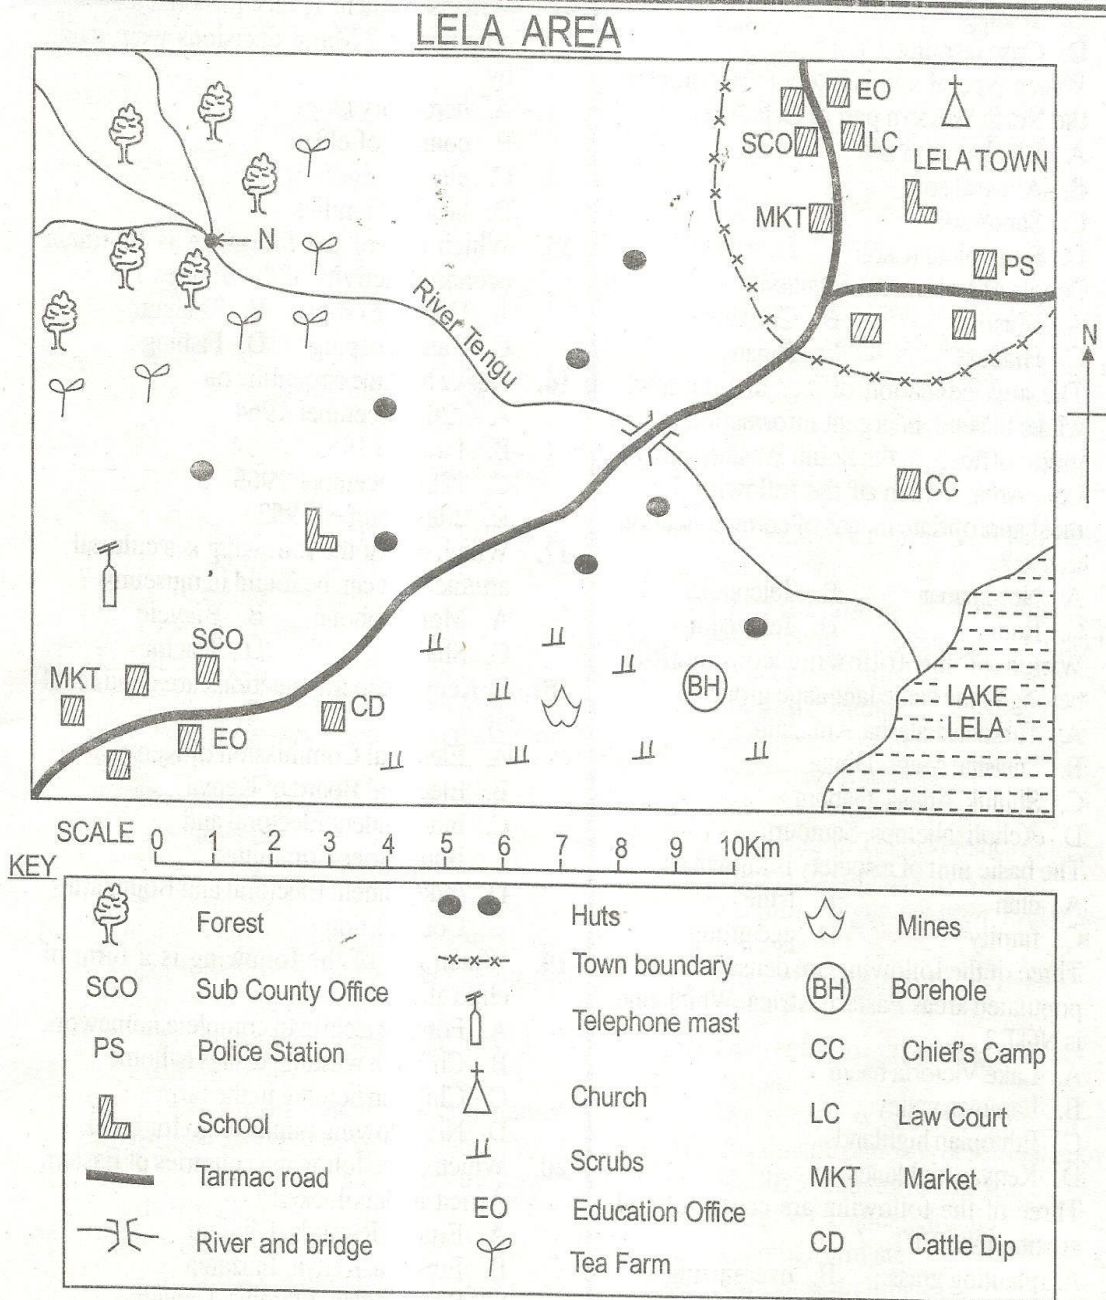 LELA AREA
EO
SCO
LC
LELA TOWN
MKT
PS
N
River Tengu
N
CC
SCO
MKT
CD
EO
BH
LAKE
LELA
SCALE 0 1 2 3 4 5 6 7 8 9 10Km
KEY
Forest
SCO Sub County Office
PS Police Station
School
Tarmac road
River and bridge
Huts
Town boundary
Telephone mast
Church
Scrubs
EO Education Office
Tea Farm
Mines
BH Borehole
CC Chief's Camp
LC Law Court
MKT Market
CD Cattle Dip